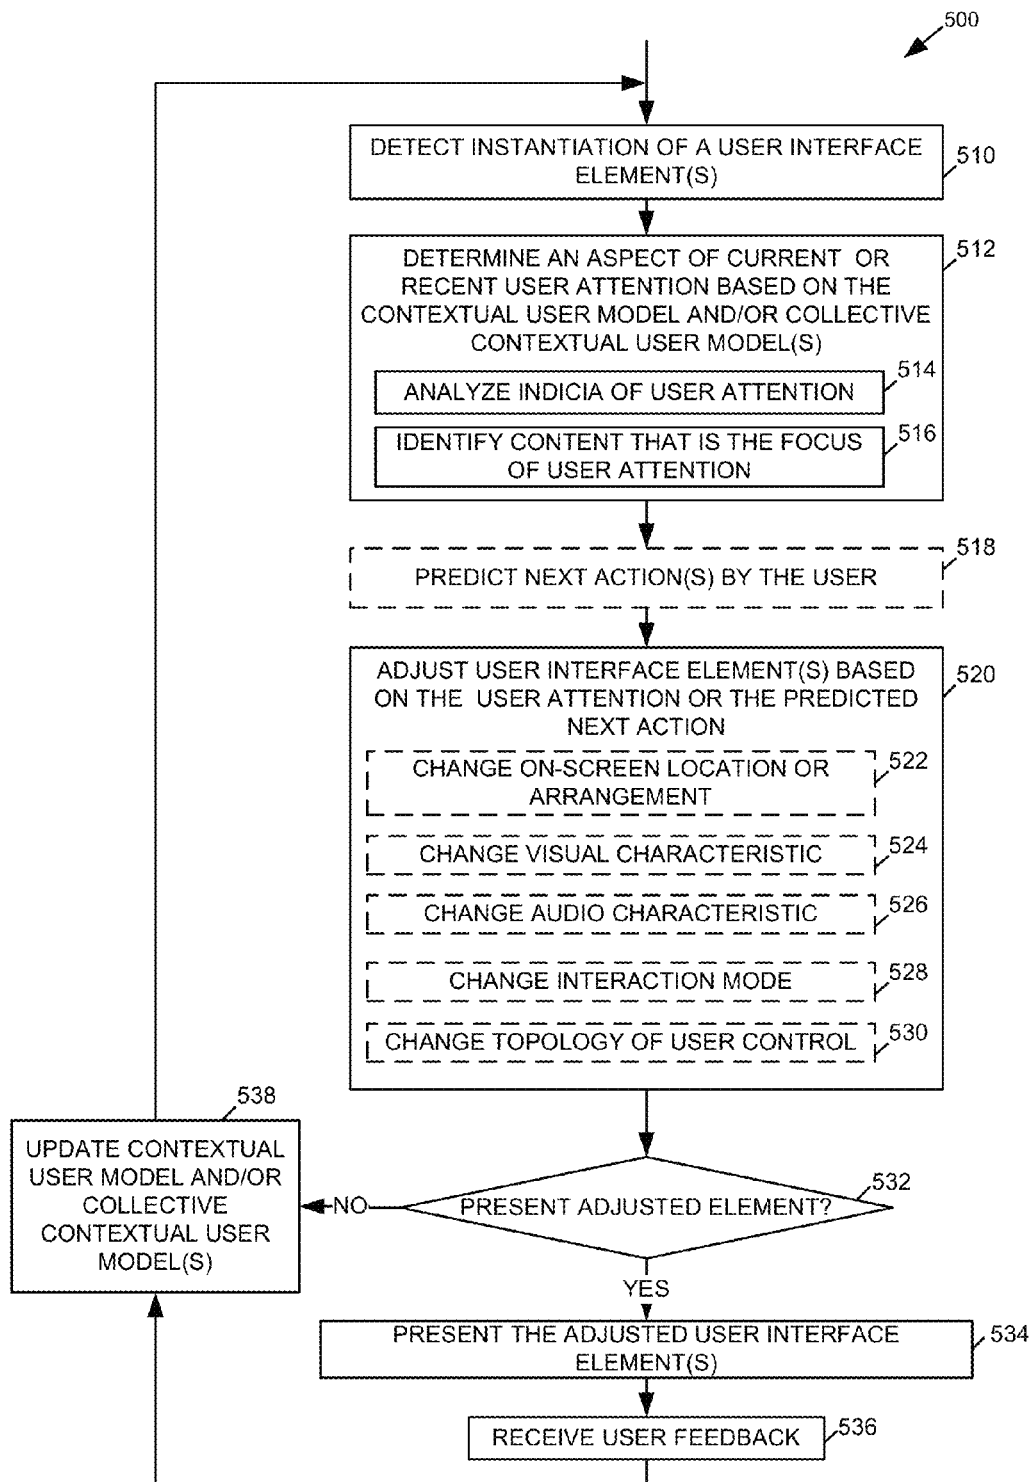 500
DETECT INSTANTIATION OF A USER INTERFACE
ELEMENT(S)
510
DETERMINE AN ASPECT OF CURRENT OR
RECENT USER ATTENTION BASED ON THE
CONTEXTUAL USER MODEL AND/OR COLLECTIVE
CONTEXTUAL USER MODEL(S)
512
ANALYZE INDICIA OF USER ATTENTION
514
IDENTIFY CONTENT THAT IS THE FOCUS
OF USER ATTENTION
516
PREDICT NEXT ACTION(S) BY THE USER
518
ADJUST USER INTERFACE ELEMENT(S) BASED
ON THE USER ATTENTION OR THE PREDICTED
NEXT ACTION
520
CHANGE ON-SCREEN LOCATION OR
ARRANGEMENT
522
CHANGE VISUAL CHARACTERISTIC
524
CHANGE AUDIO CHARACTERISTIC
526
CHANGE INTERACTION MODE
528
CHANGE TOPOLOGY OF USER CONTROL
530
538
UPDATE CONTEXTUAL
USER MODEL AND/OR
COLLECTIVE
CONTEXTUAL USER
MODEL(S)
NO
PRESENT ADJUSTED ELEMENT?
532
YES
PRESENT THE ADJUSTED USER INTERFACE
ELEMENT(S)
534
RECEIVE USER FEEDBACK
536